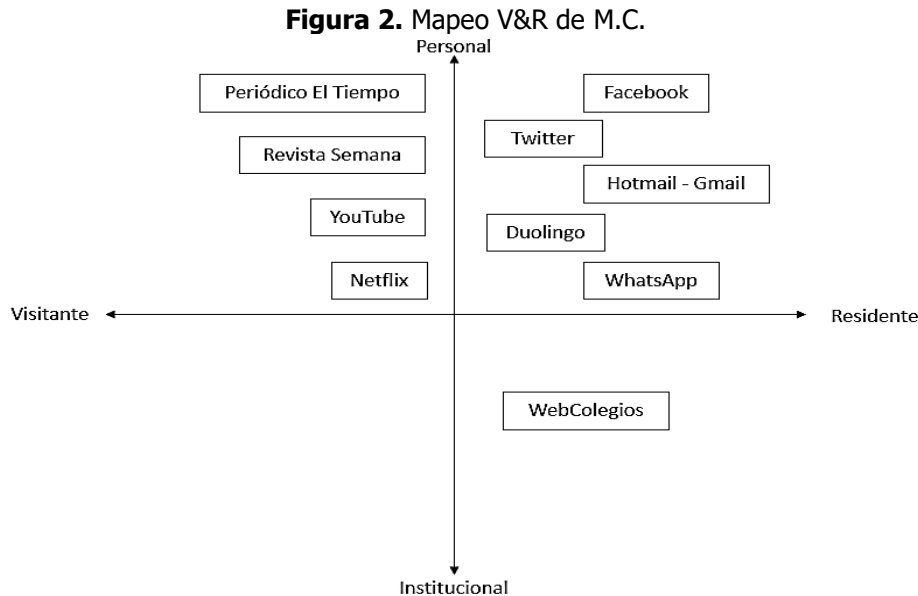 Figura 2. Mapeo V&R de M.C.
Personal
Periódico El Tiempo
Facebook
Twitter
Revista Semana
Hotmail - Gmail
YouTube
Duolingo
Netflix
WhatsApp
Visitante
Residente
WebColegios
Institucional